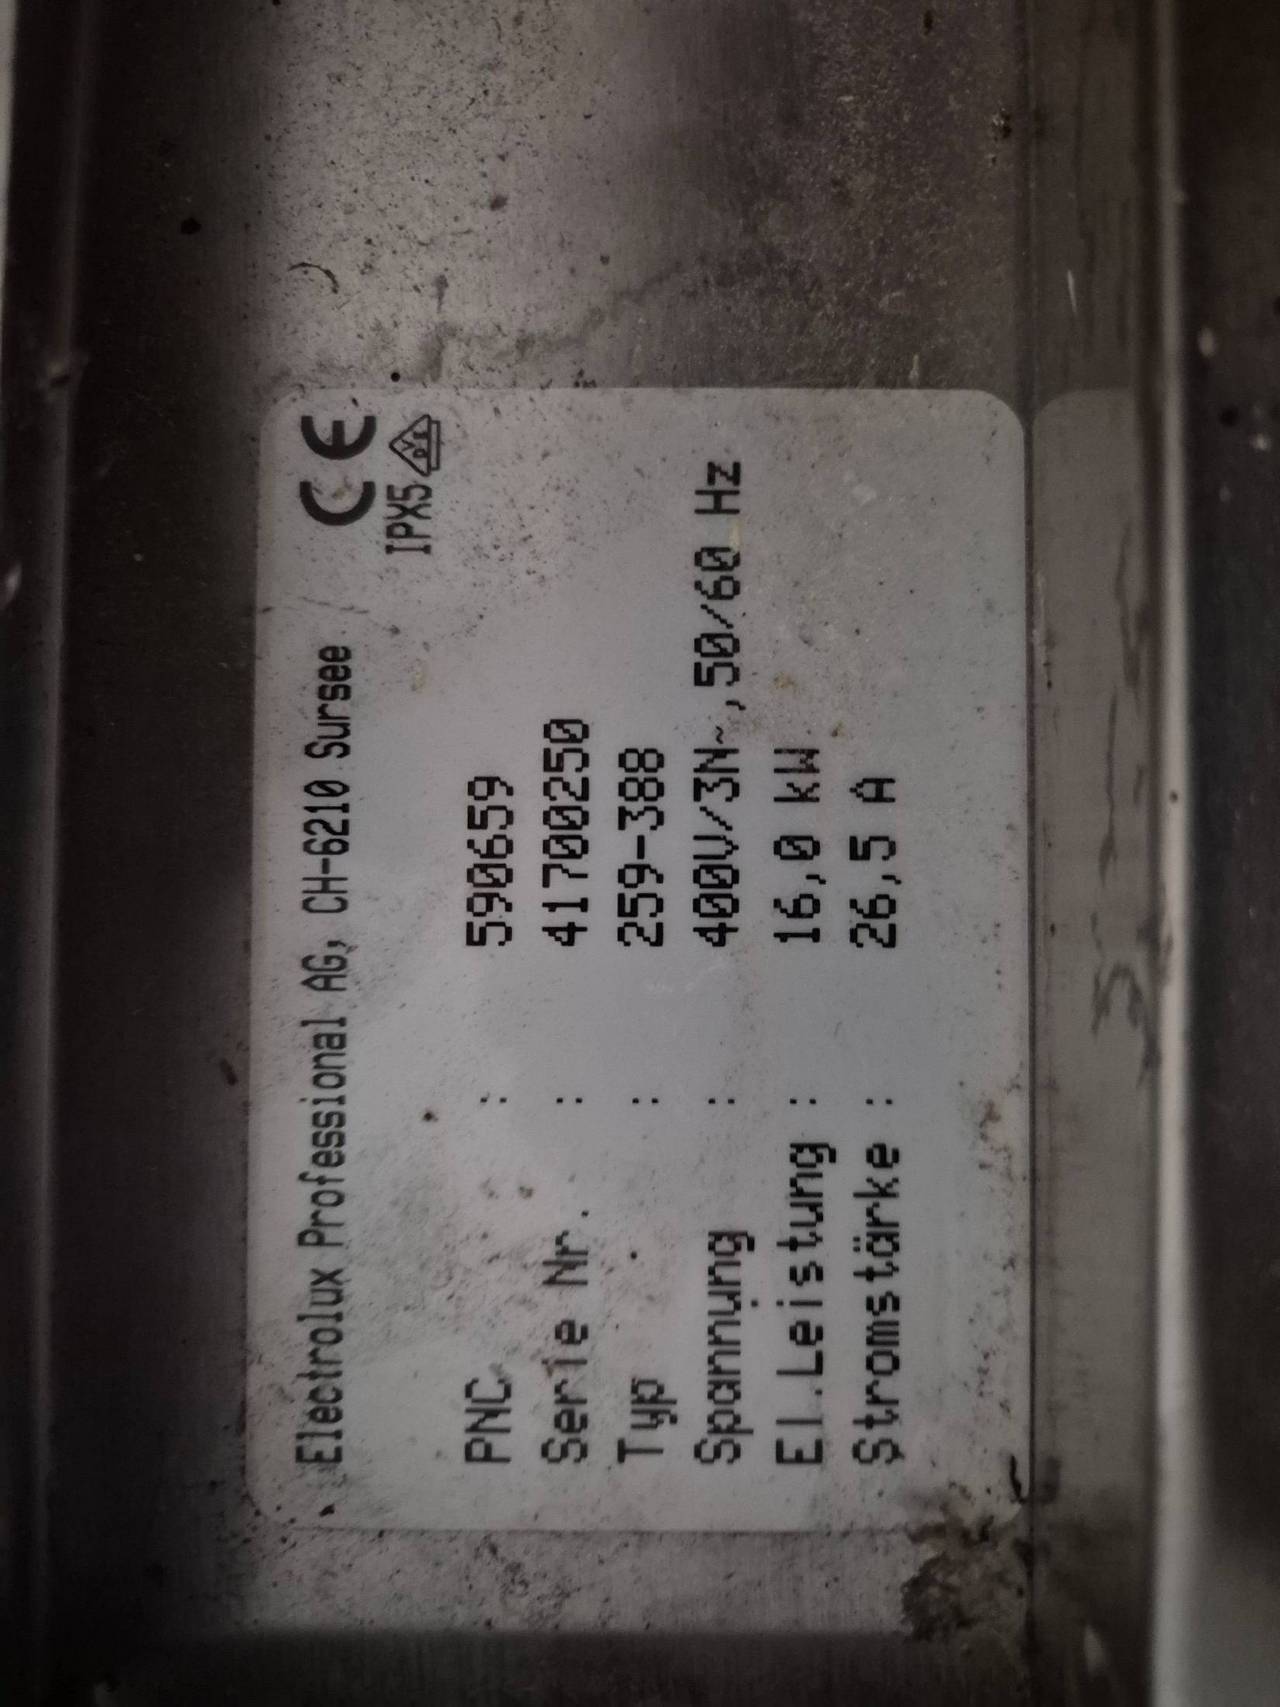 Electrolux Professional AG, CH-6210 Sursee
CE
IPX5
PNC : 590659
Serie Nr. : 41700250
Typ : 259-388
Spannung : 400V/3N~,50/60 Hz
El.Leistung : 16,0 kW
Stromstärke : 26,5 A